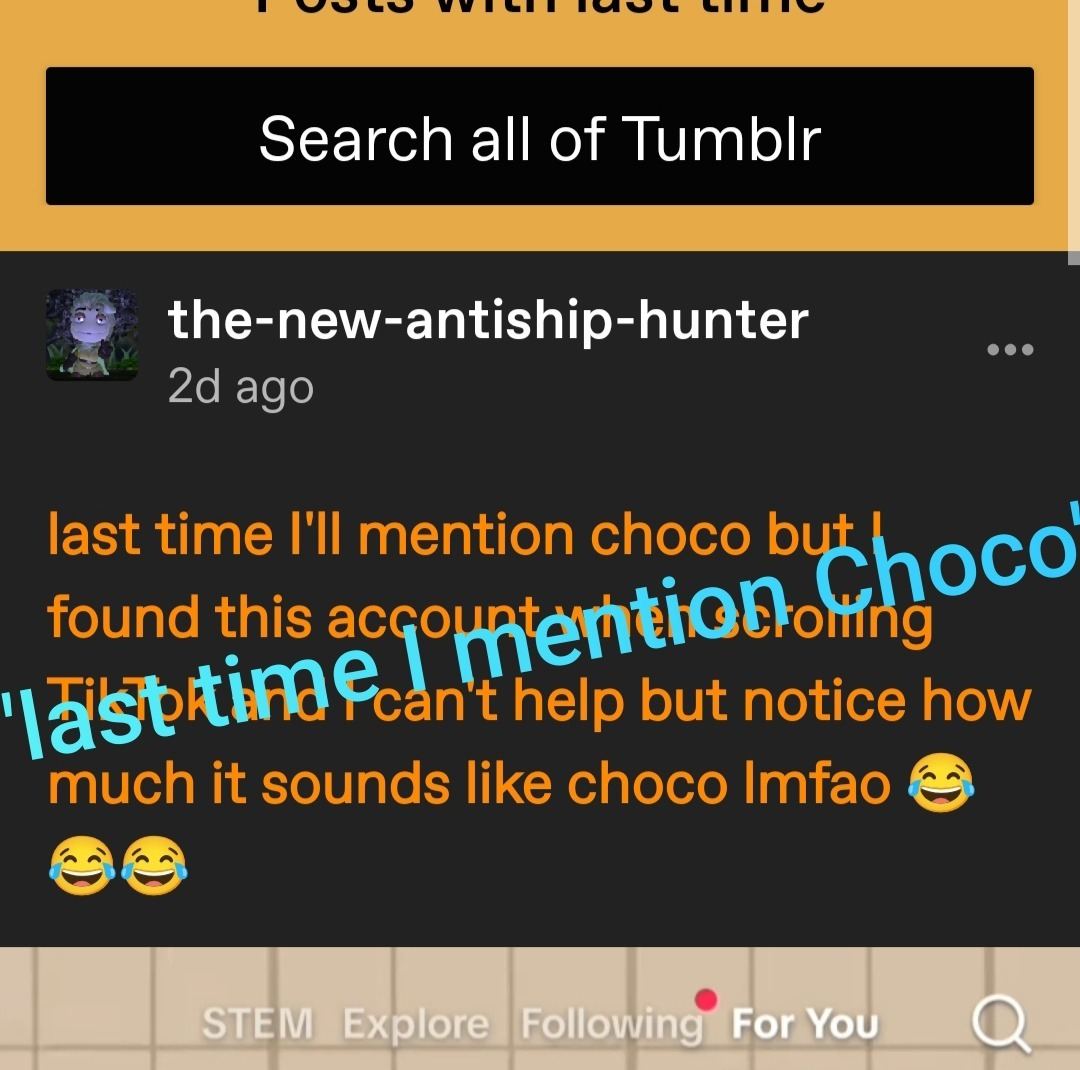 Posts with last time
Search all of Tumblr
the-new-antiship-hunter
2d ago
last time I'll mention choco but I
found this account when scrolling
TikTok and I can't help but notice how
much it sounds like choco lmfao 😂
😂😂
'last time I mention Choco'
STEM Explore Following For You